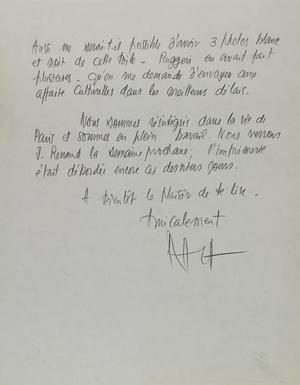 Aussi me serait-il possible d'avoir 3 photos blanc
et noir de cette toile - Ruggeri en avait fait
plusieurs - Qu'on me demande d'envoyer aux
affaires Culturelles dans les meilleurs délais.
Nous sommes réintégrés dans la vie de
Paris et sommes en plein travail. Nous verrons
J. Renard la semaine prochaine; l'imprimerie
était débordée encore ces derniers jours.
A bientôt le plaisir de te lire -
Amicalement